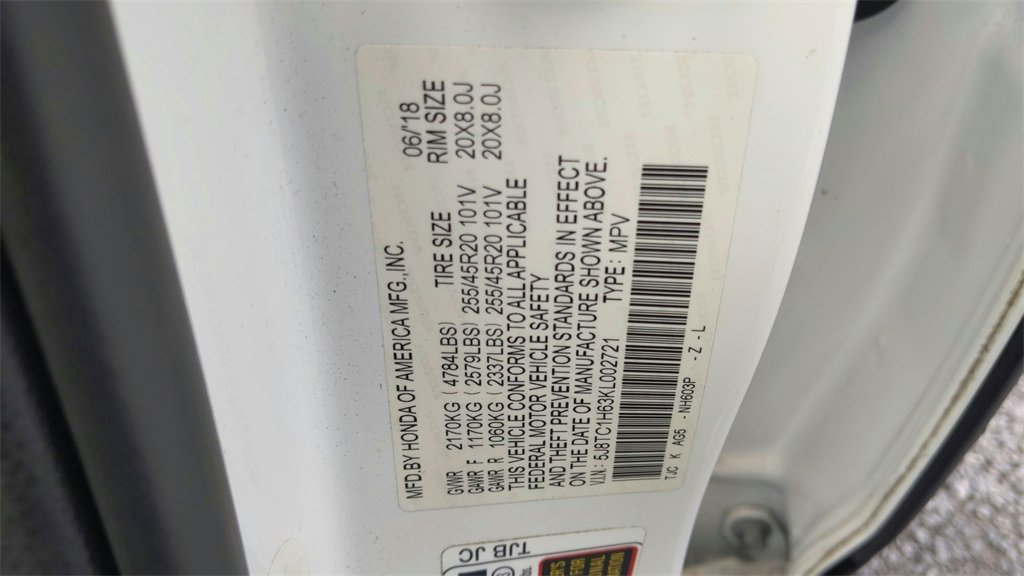 MFD.BY HONDA OF AMERICA MFG.,INC. 06/18
TIRE SIZE RIM SIZE
GVWR 2170KG (4784LBS)
GAWR F 1170KG (2579LBS) 255/45R20 101V 20X8.0J
GAWR R 1060KG (2337LBS) 255/45R20 101V 20X8.0J
THIS VEHICLE CONFORMS TO ALL APPLICABLE
FEDERAL MOTOR VEHICLE SAFETY
AND THEFT PREVENTION STANDARDS IN EFFECT
ON THE DATE OF MANUFACTURE SHOWN ABOVE.
V.I.N.: 5J8TC1H63KL002721 TYPE: MPV
TJC K AG5 -NH603P -Z-L
TJB JC